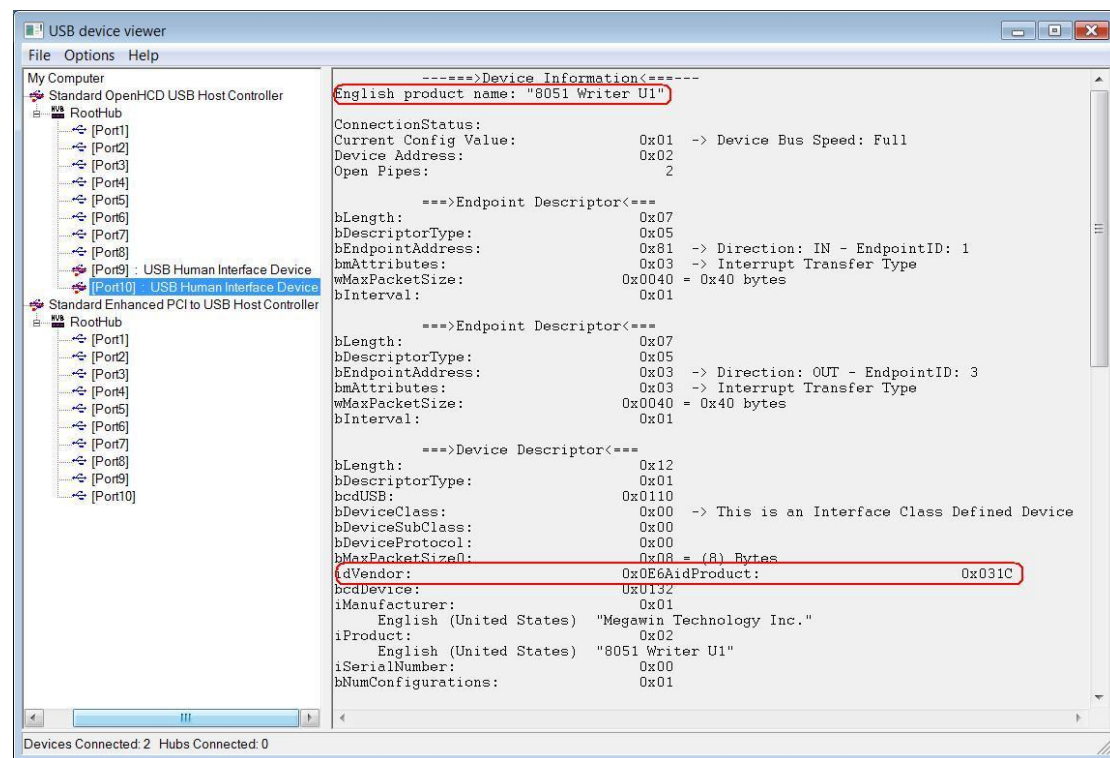 USB device viewer
File Options Help
My Computer
Standard OpenHCD USB Host Controller
RootHub
[Port1]
[Port2]
[Port3]
[Port4]
[Port5]
[Port6]
[Port7]
[Port8]
[Port9] : USB Human Interface Device
[Port10] : USB Human Interface Device
Standard Enhanced PCI to USB Host Controller
RootHub
[Port1]
[Port2]
[Port3]
[Port4]
[Port5]
[Port6]
[Port7]
[Port8]
[Port9]
[Port10]
---===>Device Information<===---
English product name: "8051 Writer U1"
ConnectionStatus:
Current Config Value: 0x01 -> Device Bus Speed: Full
Device Address: 0x02
Open Pipes: 2
===>Endpoint Descriptor<===
bLength: 0x07
bDescriptorType: 0x05
bEndpointAddress: 0x81 -> Direction: IN - EndpointID: 1
bmAttributes: 0x03 -> Interrupt Transfer Type
wMaxPacketSize: 0x0040 = 0x40 bytes
bInterval: 0x01
===>Endpoint Descriptor<===
bLength: 0x07
bDescriptorType: 0x05
bEndpointAddress: 0x03 -> Direction: OUT - EndpointID: 3
bmAttributes: 0x03 -> Interrupt Transfer Type
wMaxPacketSize: 0x0040 = 0x40 bytes
bInterval: 0x01
===>Device Descriptor<===
bLength: 0x12
bDescriptorType: 0x01
bcdUSB: 0x0110
bDeviceClass: 0x00 -> This is an Interface Class Defined Device
bDeviceSubClass: 0x00
bDeviceProtocol: 0x00
bMaxPacketSize0: 0x08 = (8) Bytes
idVendor: 0x0E6AidProduct: 0x031C
bcdDevice: 0x0132
iManufacturer: 0x01
English (United States) "Megawin Technology Inc."
iProduct: 0x02
English (United States) "8051 Writer U1"
iSerialNumber: 0x00
bNumConfigurations: 0x01
Devices Connected: 2 Hubs Connected: 0